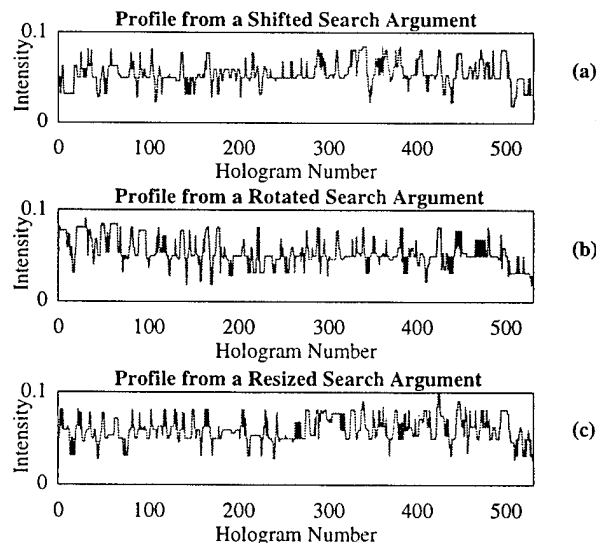 Profile from a Shifted Search Argument
0.1
Intensity
0
(a)
0 100 200 300 400 500
Hologram Number
Profile from a Rotated Search Argument
0.1
Intensity
0
(b)
0 100 200 300 400 500
Hologram Number
Profile from a Resized Search Argument
0.1
Intensity
0
(c)
0 100 200 300 400 500
Hologram Number